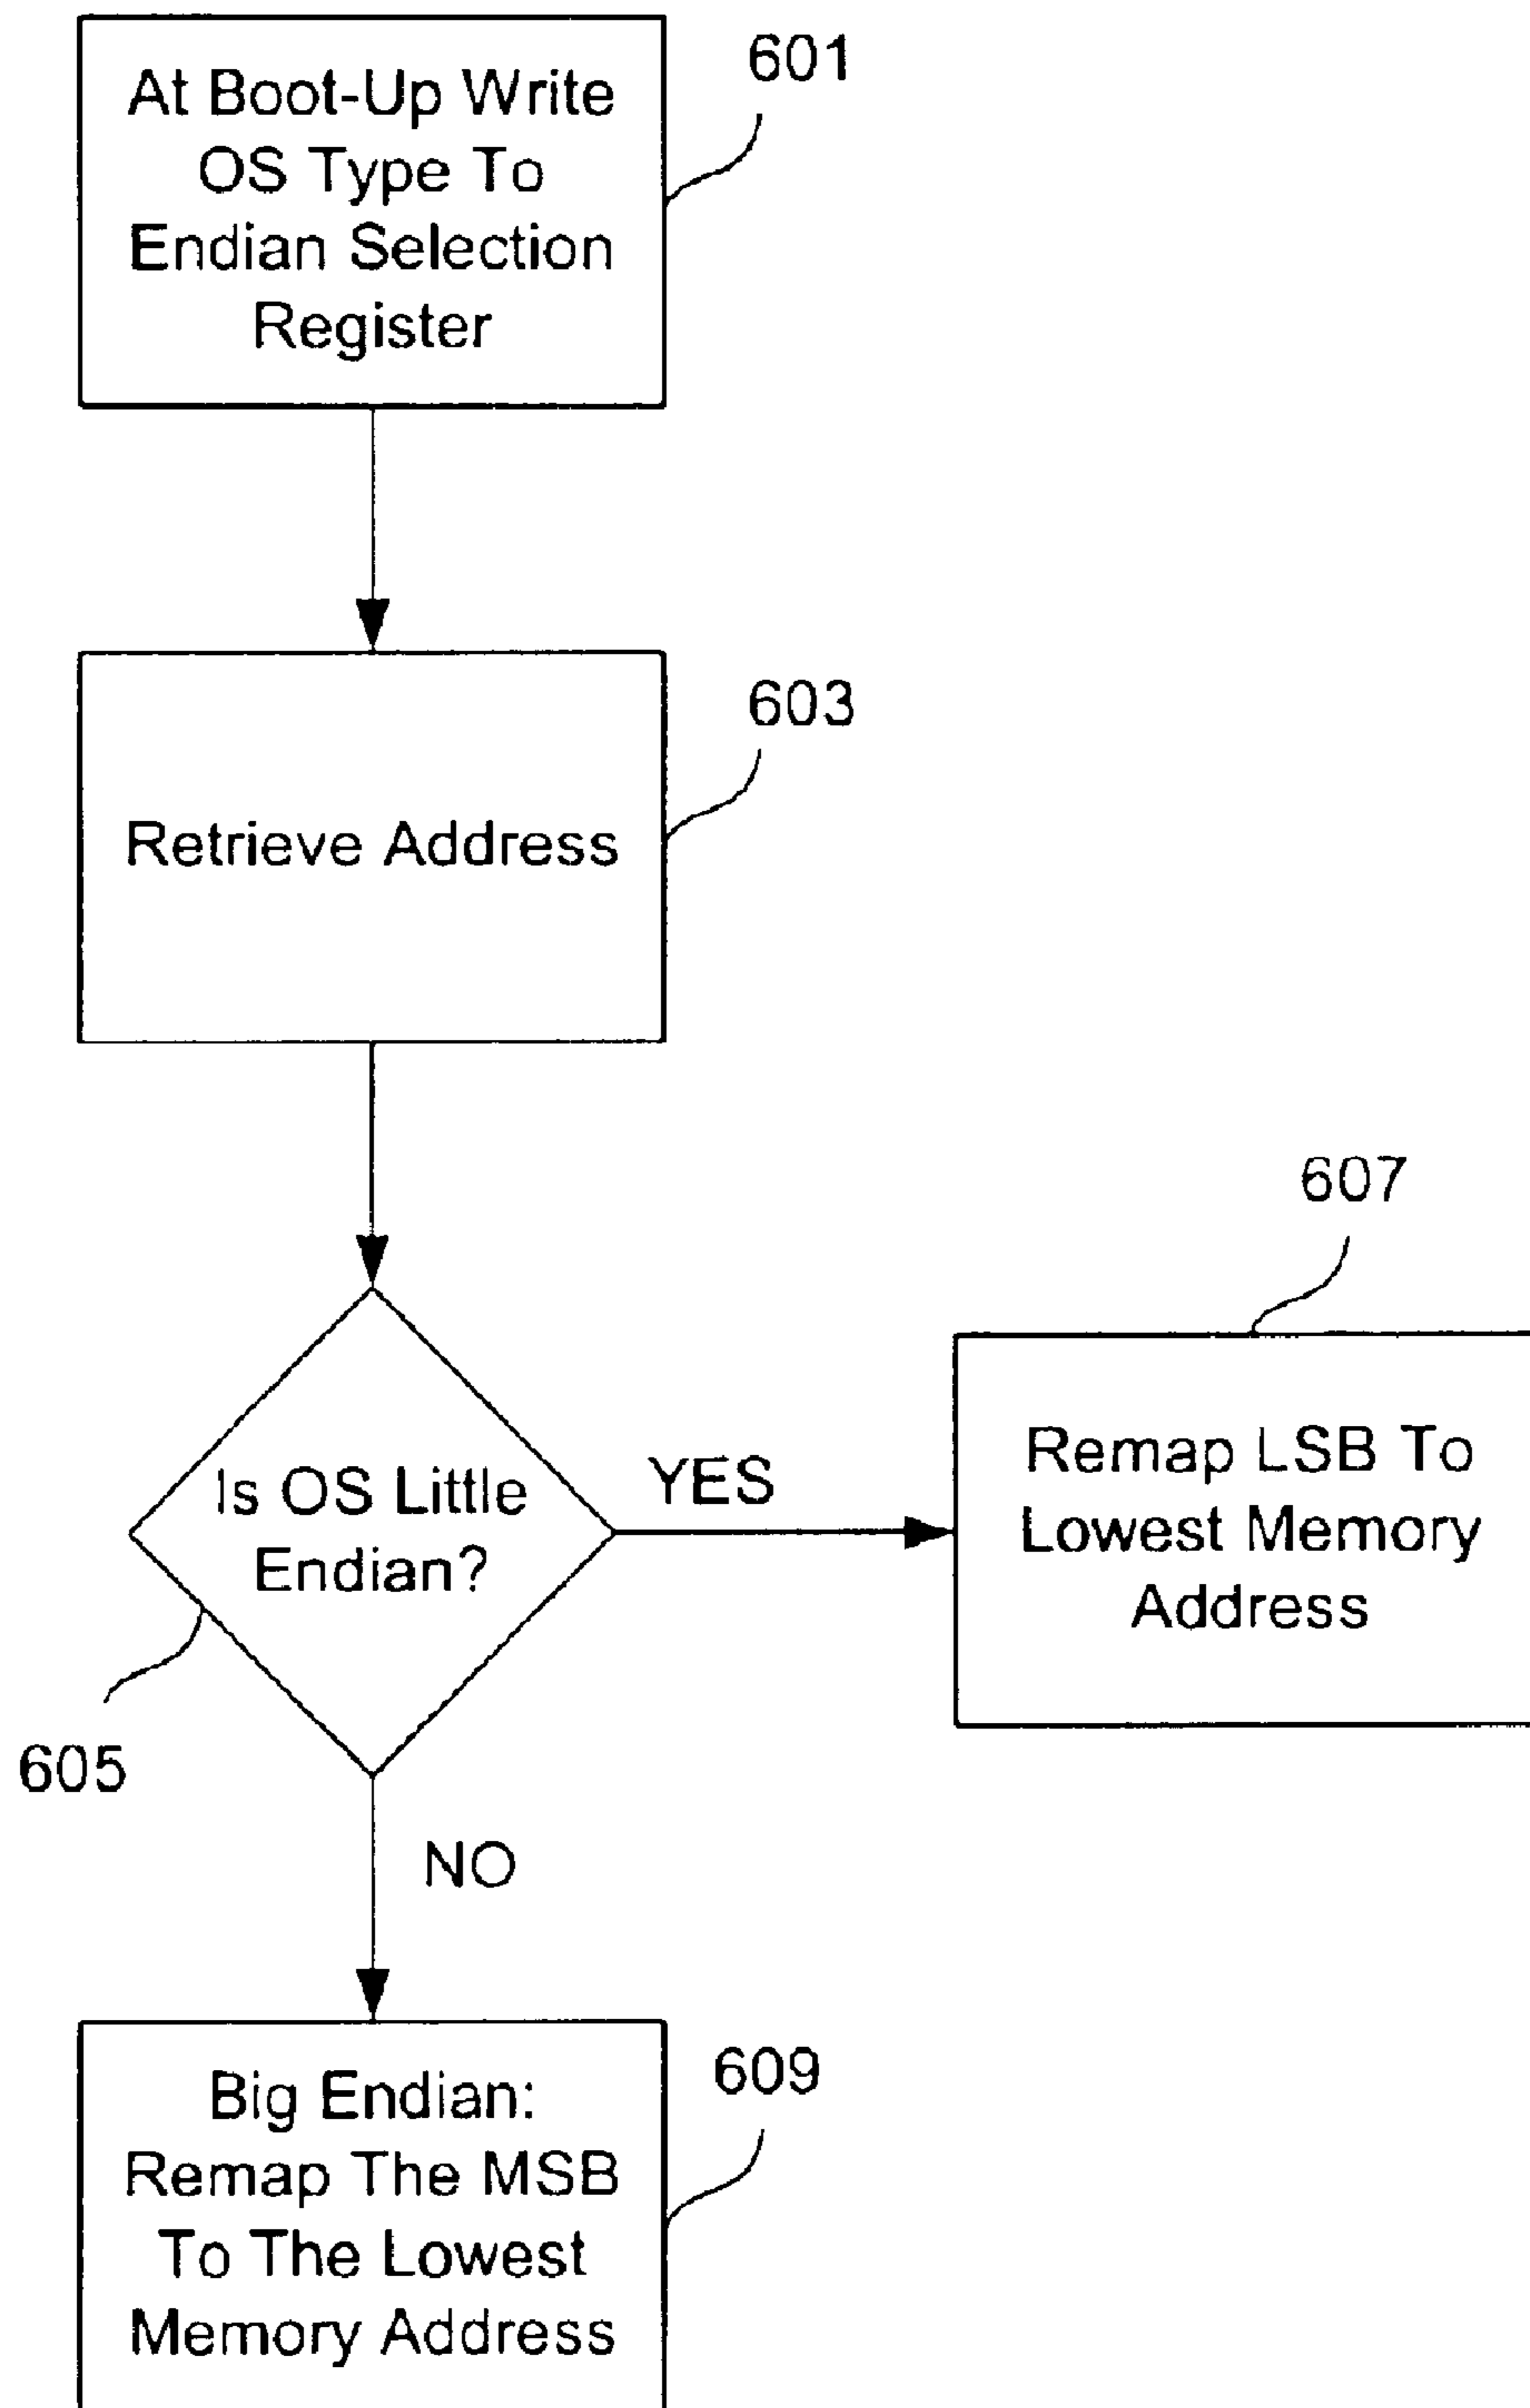 At Boot-Up Write
OS Type To
Endian Selection
Register
601
Retrieve Address
603
Is OS Little
Endian?
605
YES
607
Remap LSB To
Lowest Memory
Address
NO
Big Endian:
Remap The MSB
To The Lowest
Memory Address
609